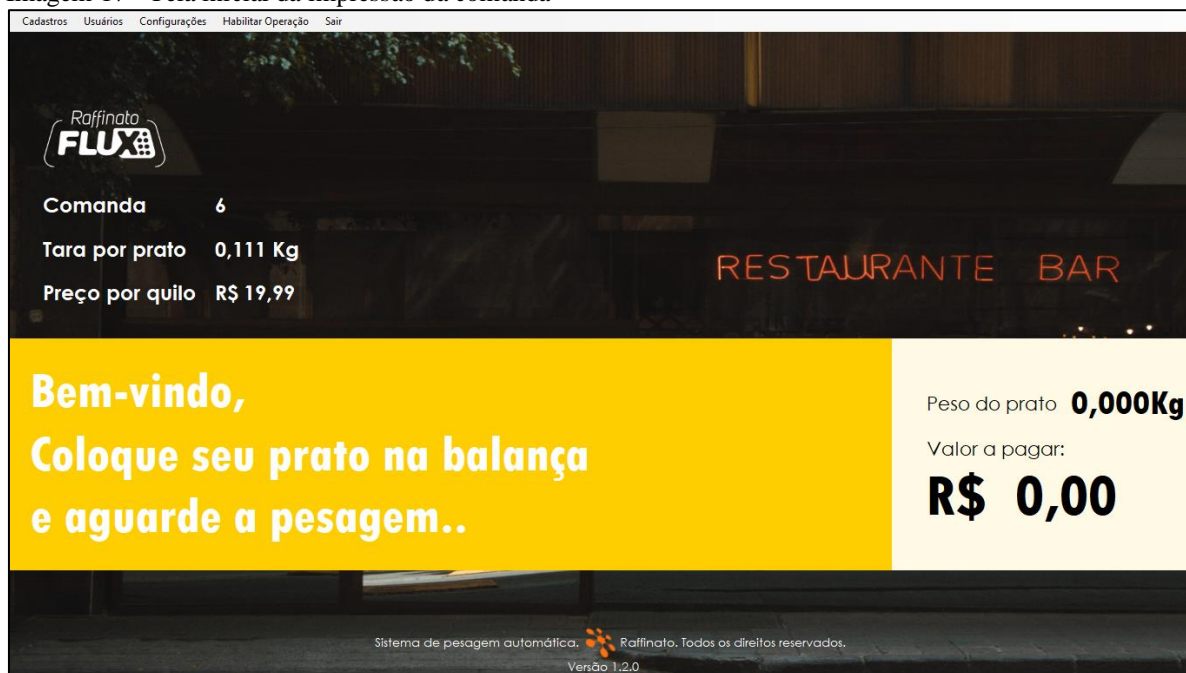 Imagem 17 – Tela inicial da impressão da comanda
Cadastros Usuários Configurações Habilitar Operação Sair
Raffinato
FLUX
Comanda 6
Tara por prato 0,111 Kg
Preço por quilo R$ 19,99
RESTAURANTE BAR
Bem-vindo,
Coloque seu prato na balança
e aguarde a pesagem..
Peso do prato 0,000Kg
Valor a pagar:
R$ 0,00
Sistema de pesagem automática. Raffinato. Todos os direitos reservados.
Versão 1.2.0